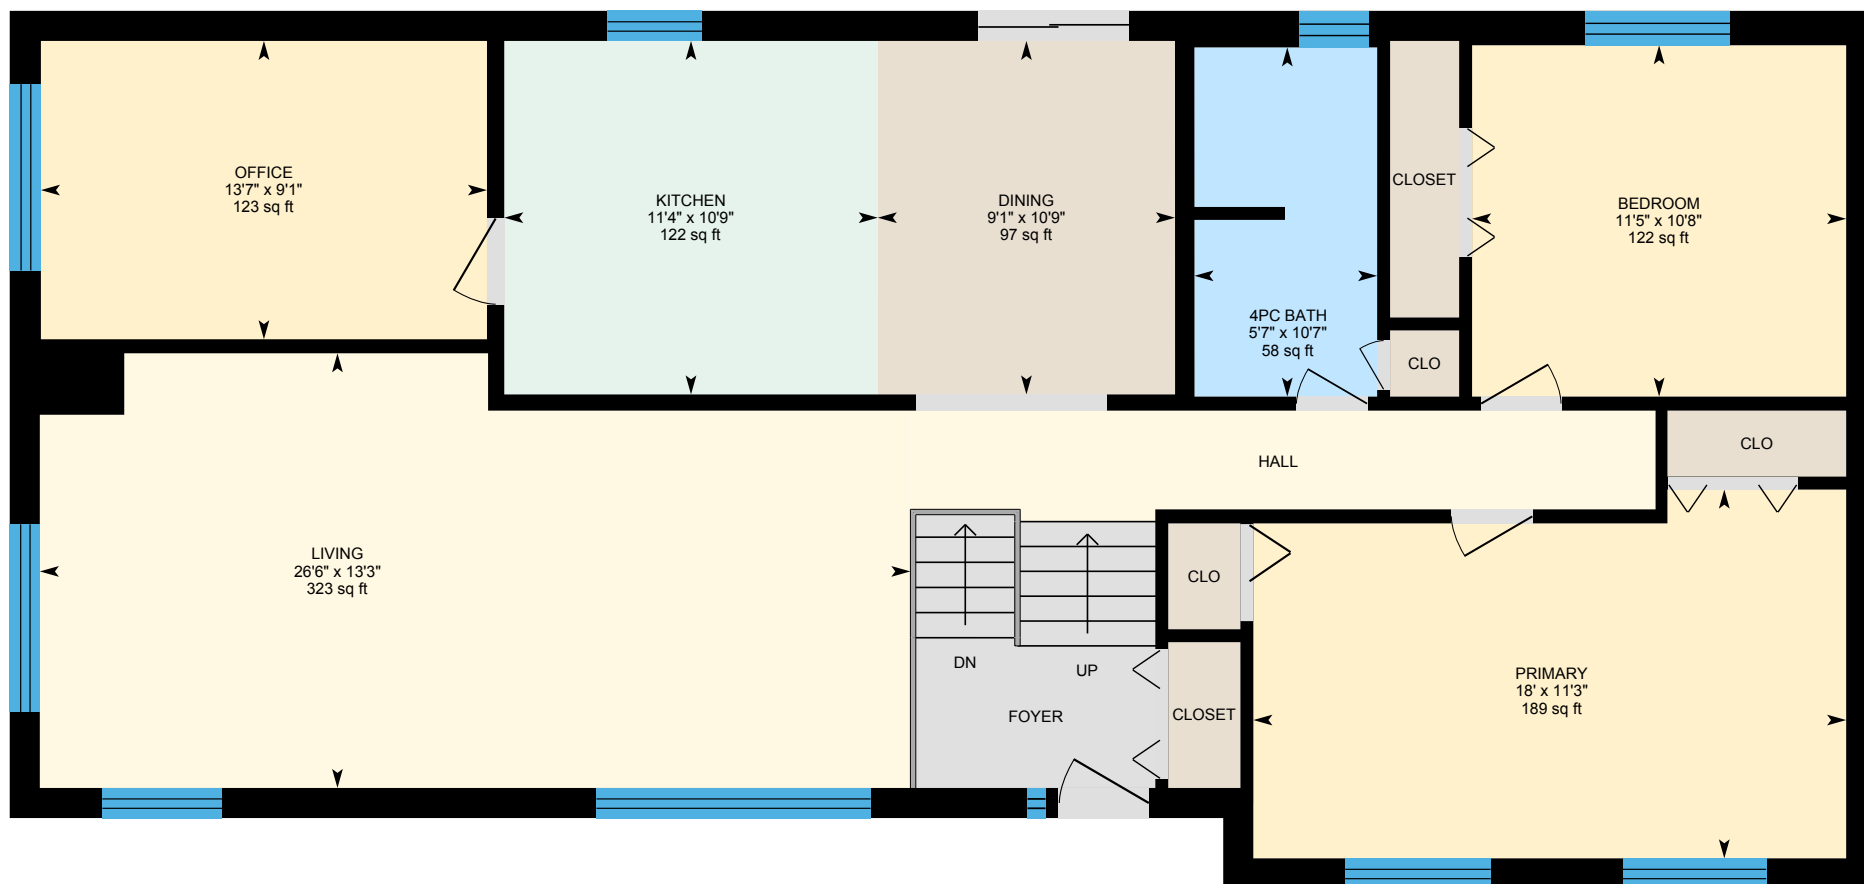 OFFICE
13'7" x 9'1"
123 sq ft
KITCHEN
11'4" x 10'9"
122 sq ft
DINING
9'1" x 10'9"
97 sq ft
4PC BATH
5'7" x 10'7"
58 sq ft
CLOSET
CLO
BEDROOM
11'5" x 10'8"
122 sq ft
CLO
HALL
LIVING
26'6" x 13'3"
323 sq ft
DN
UP
FOYER
CLO
CLOSET
PRIMARY
18' x 11'3"
189 sq ft